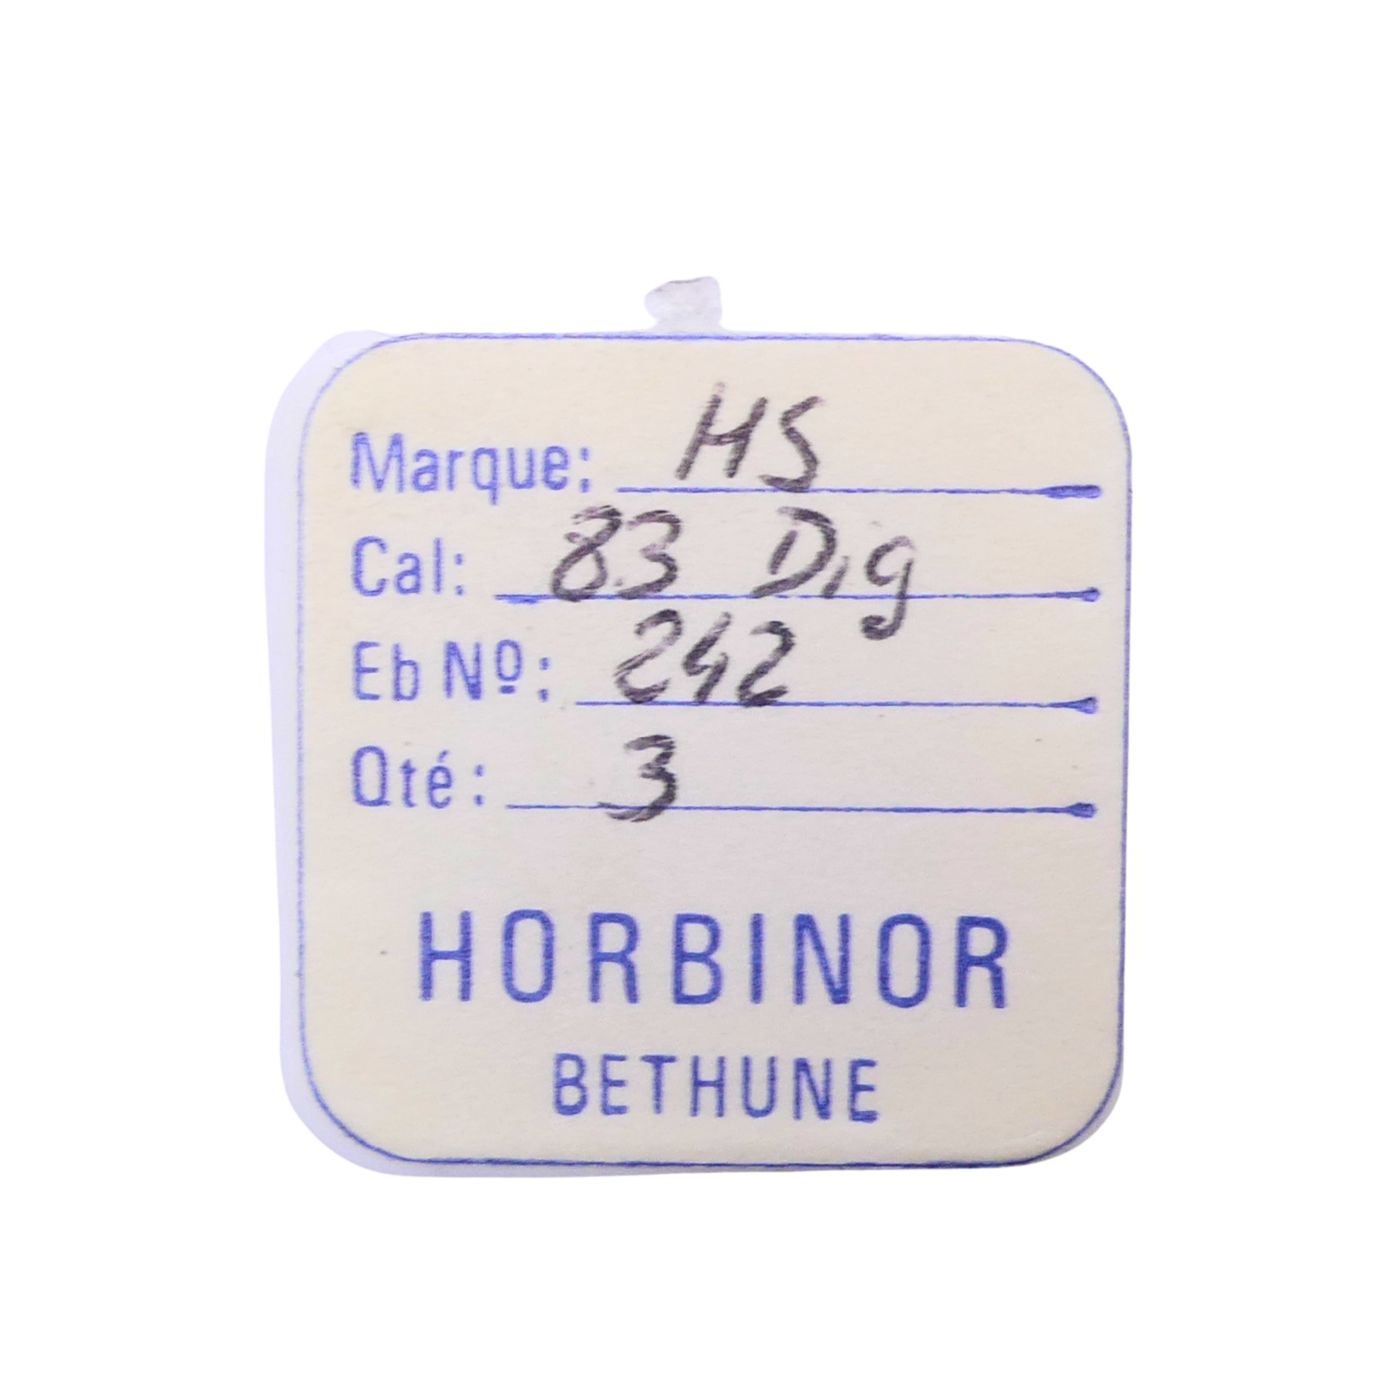 Marque: HS
Cal: 83 Dig
Eb Nº: 242
Qté: 3
HORBINOR
BETHUNE